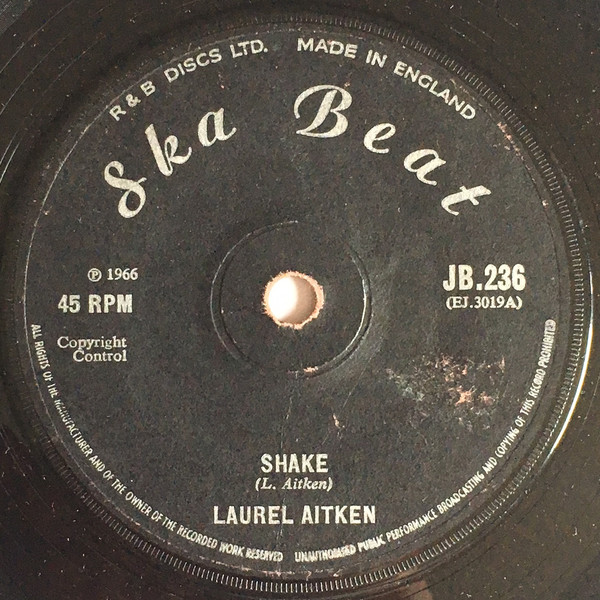 R & B DISCS LTD. MADE IN ENGLAND
Ska Beat
℗ 1966
45 RPM
Copyright
Control
JB.236
(EJ.3019A)
SHAKE
(L. Aitken)
LAUREL AITKEN
ALL RIGHTS OF THE MANUFACTURER AND OF THE OWNER OF THE RECORDED WORK RESERVED UNAUTHORISED PUBLIC PERFORMANCE BROADCASTING AND COPYING OF THIS RECORD PROHIBITED